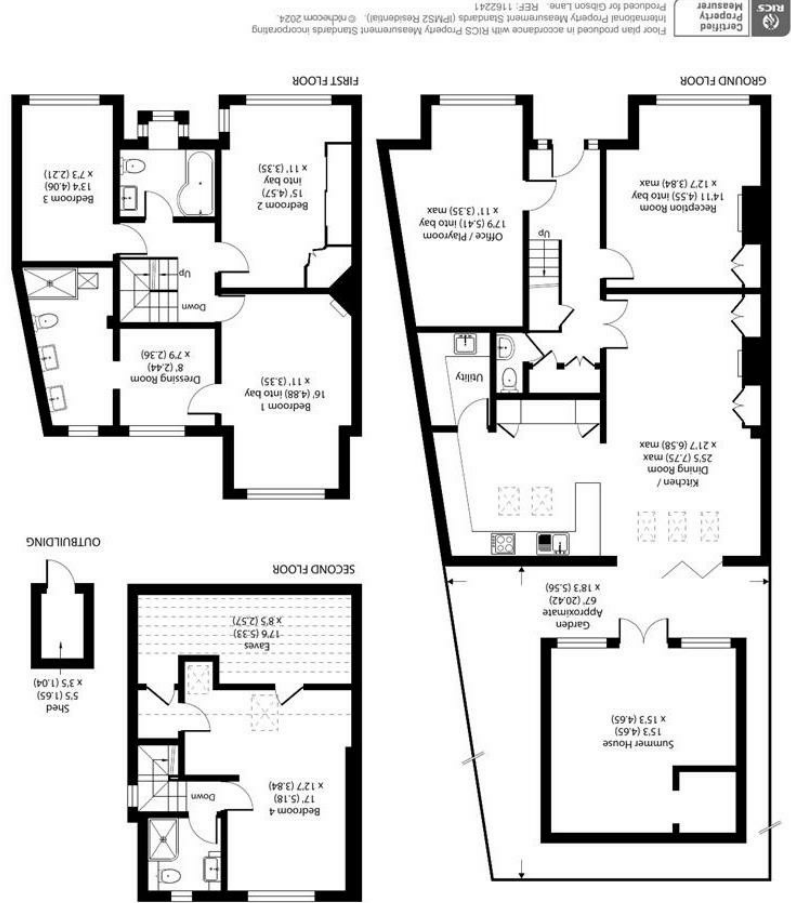 Summer House
15'3 (4.65)
x 15'3 (4.65)
Garden
67' (20.42)
Approximate
x 18'3 (5.56)
Kitchen /
Dining Room
25'5 (7.75) max
x 21'7 (6.58) max
Utility
Reception Room
14'11 (4.55) into bay
x 12'7 (3.84) max
Up
Office / Playroom
17'9 (5.41) into bay
x 11' (3.35) max
GROUND FLOOR
Down
Bedroom 4
17' (5.18)
x 12'7 (3.84)
Eaves
17'6 (5.33)
x 8'5 (2.57)
SECOND FLOOR
Shed
5'5 (1.65)
x 3'5 (1.04)
OUTBUILDING
Bedroom 1
16' (4.88) into bay
x 11' (3.35)
Dressing Room
8' (2.44)
x 7'9 (2.36)
Down
Up
Bedroom 2
15' (4.57)
into bay
x 11' (3.35)
Bedroom 3
13'4 (4.06)
x 7'3 (2.21)
FIRST FLOOR
RICS
Certified
Property
Measurer
Floor plan produced in accordance with RICS Property Measurement Standards incorporating
International Property Measurement Standards (IPMS2 Residential). © nichecom 2024.
Produced for Gibson Lane. REF: 1162241